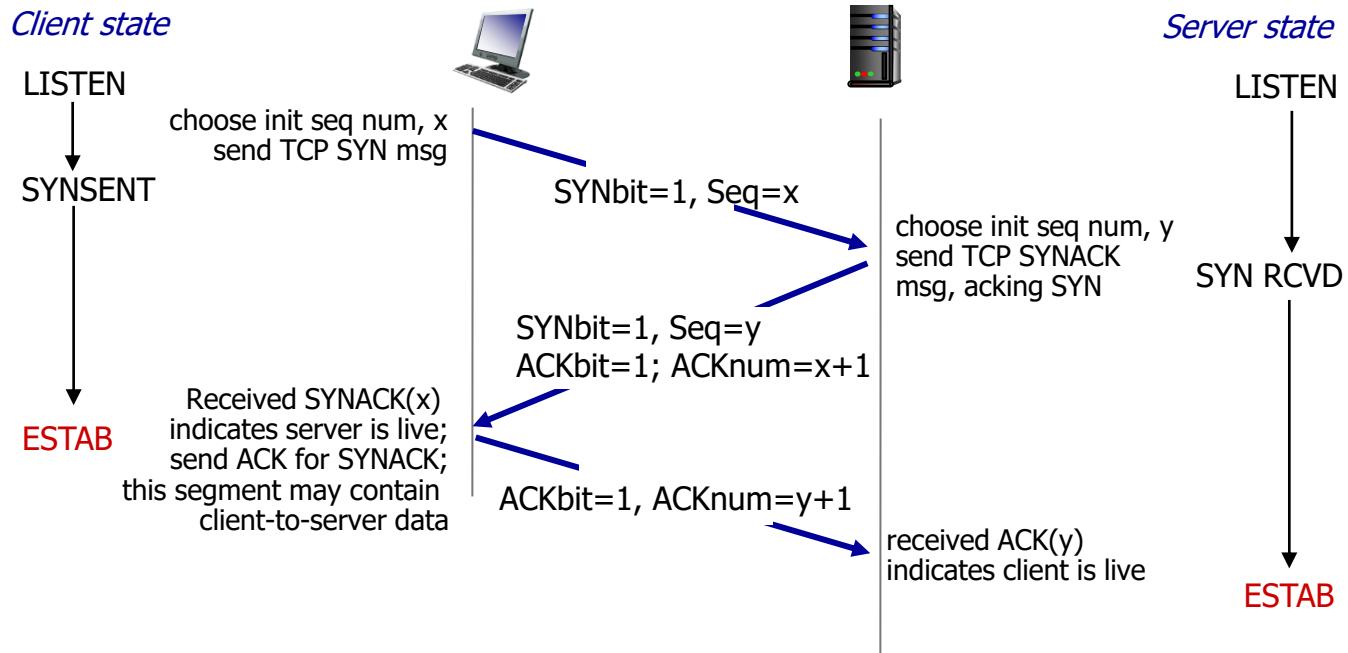 Client state
Server state
LISTEN
LISTEN
choose init seq num, x
send TCP SYN msg
SYNSENT
SYNbit=1, Seq=x
choose init seq num, y
send TCP SYNACK
msg, acking SYN
SYN RCVD
SYNbit=1, Seq=y
ACKbit=1; ACKnum=x+1
Received SYNACK(x)
indicates server is live;
send ACK for SYNACK;
this segment may contain
client-to-server data
ESTAB
ACKbit=1, ACKnum=y+1
received ACK(y)
indicates client is live
ESTAB